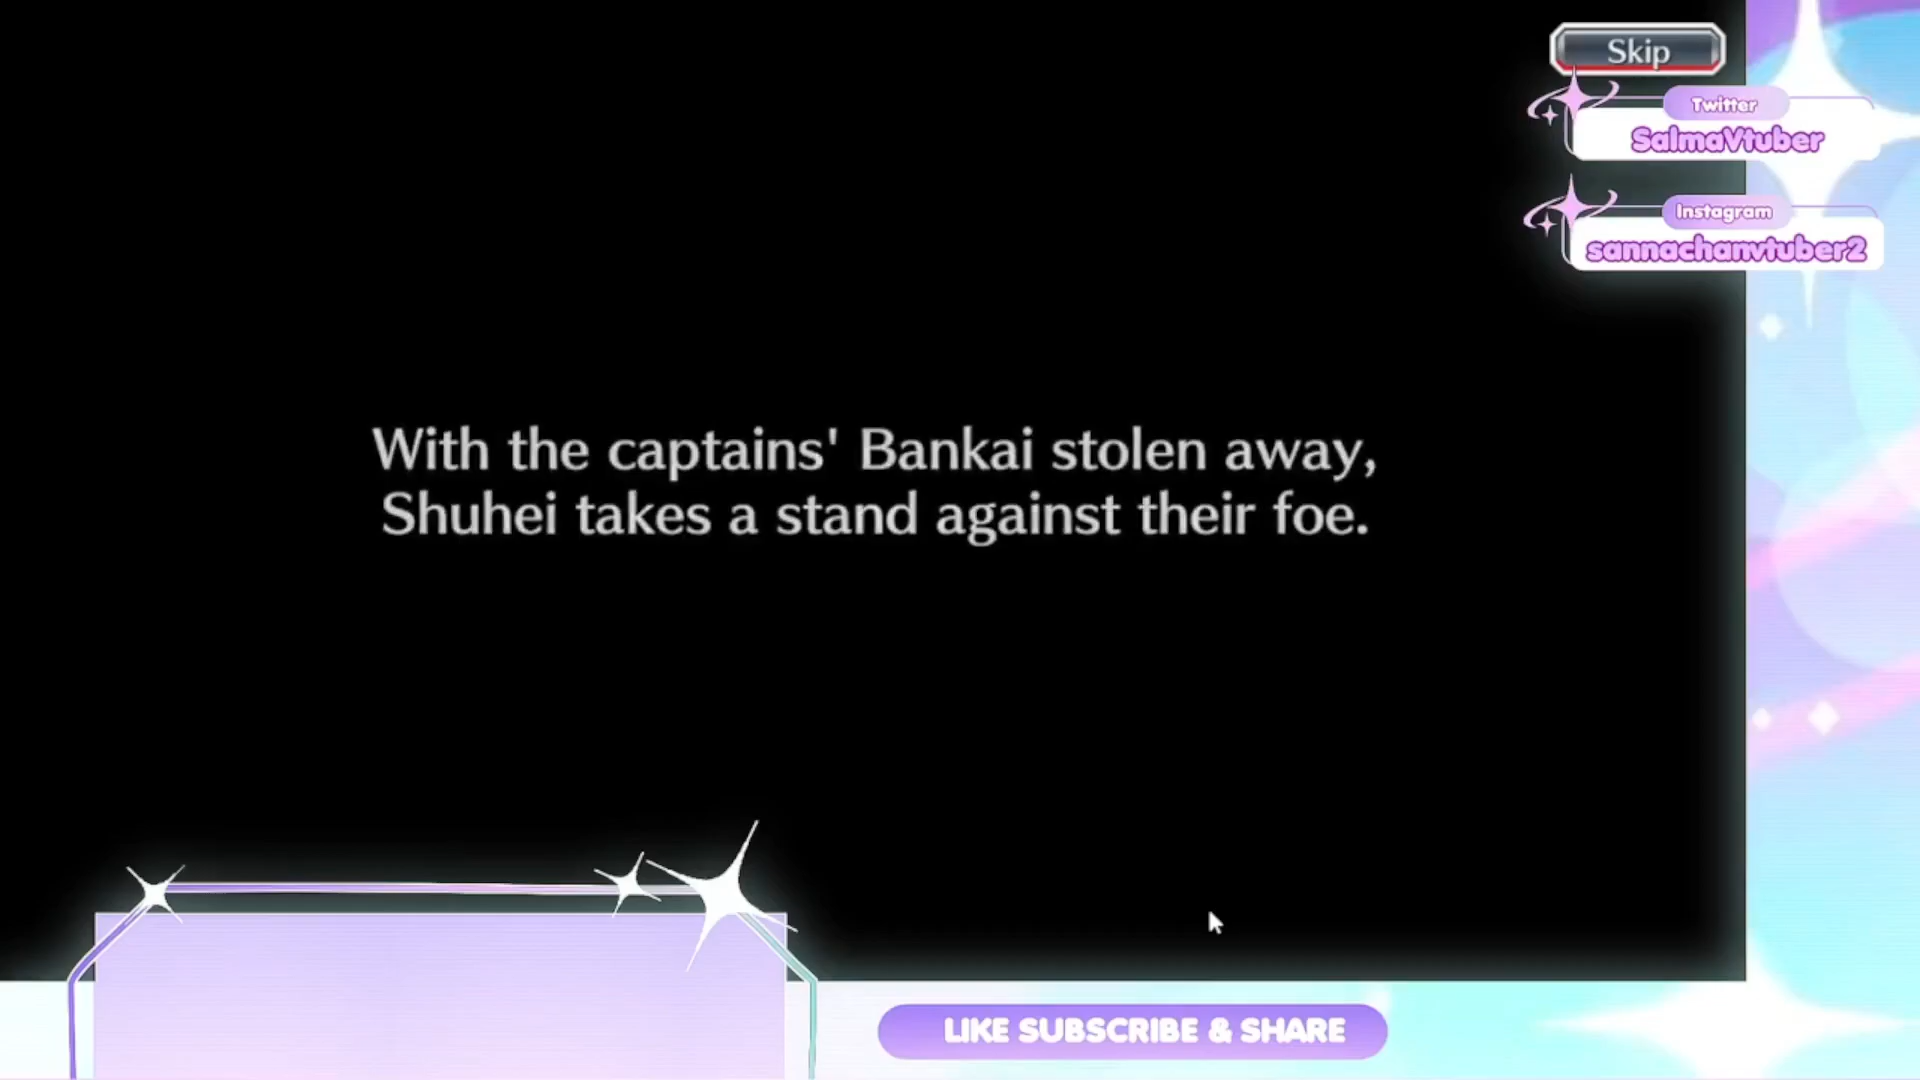 Skip
Twitter
SalmaVtuber
Instagram
sannachanvtuber2
With the captains' Bankai stolen away,
Shuhei takes a stand against their foe.
LIKE SUBSCRIBE & SHARE